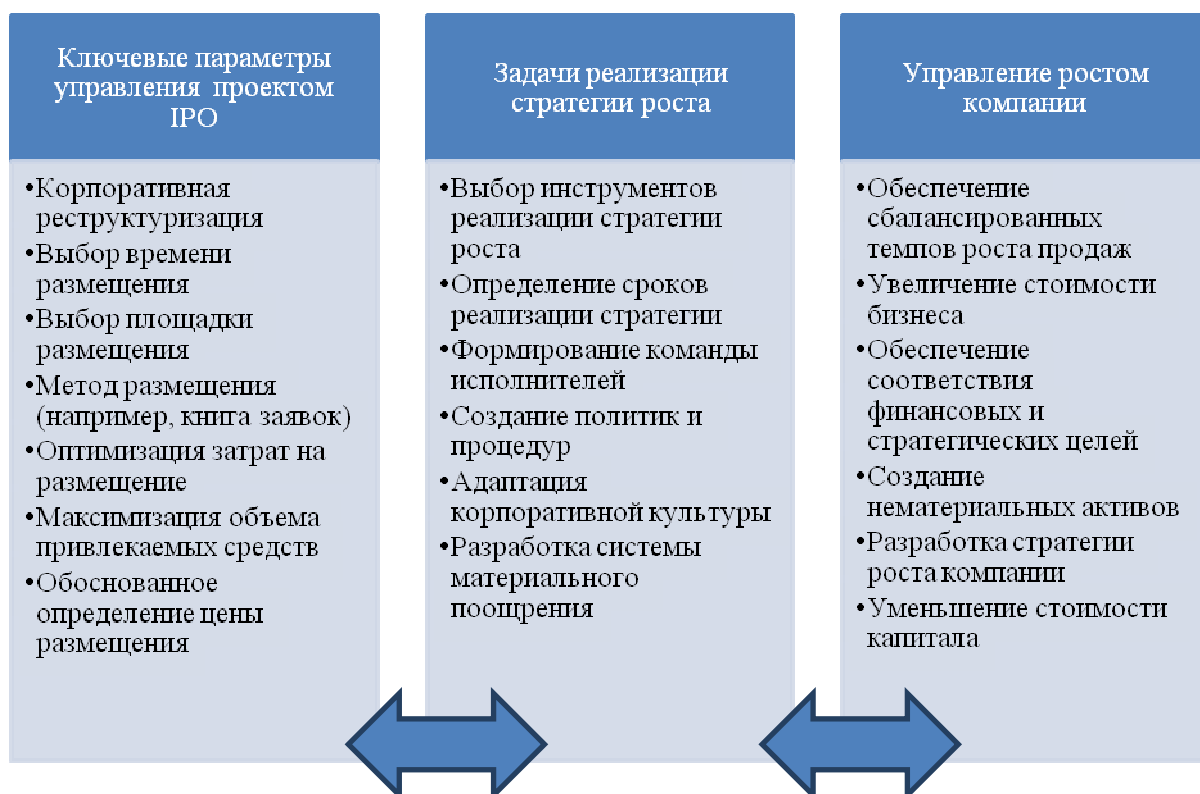 Ключевые параметры
управления проектом
IPO
•Корпоративная
реструктуризация
•Выбор времени
размещения
•Выбор площадки
размещения
•Метод размещения
(например, книга заявок)
•Оптимизация затрат на
размещение
•Максимизация объема
привлекаемых средств
•Обоснованное
определение цены
размещения
Задачи реализации
стратегии роста
•Выбор инструментов
реализации стратегии
роста
•Определение сроков
реализации стратегии
•Формирование команды
исполнителей
•Создание политик и
процедур
•Адаптация
корпоративной культуры
•Разработка системы
материального
поощрения
Управление ростом
компании
•Обеспечение
сбалансированных
темпов роста продаж
•Увеличение стоимости
бизнеса
•Обеспечение
соответствия
финансовых и
стратегических целей
•Создание
нематериальных активов
•Разработка стратегии
роста компании
•Уменьшение стоимости
капитала